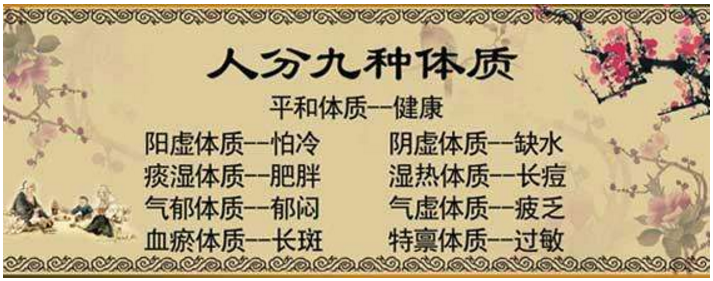 人分九种体质
平和体质--健康
阳虚体质--怕冷 阴虚体质--缺水
痰湿体质--肥胖 湿热体质--长痘
气郁体质--郁闷 气虚体质--疲乏
血瘀体质--长斑 特禀体质--过敏